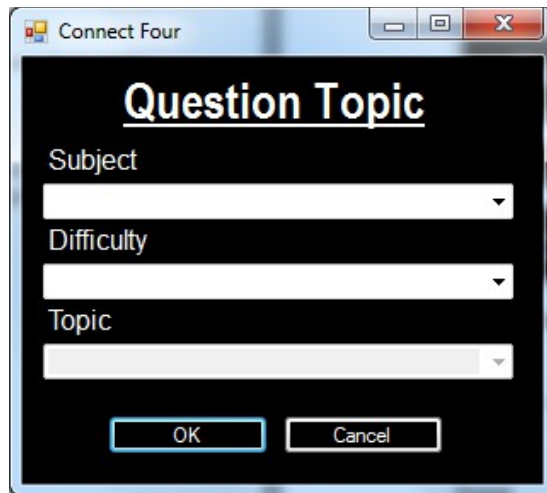 Connect Four
Question Topic
Subject
Difficulty
Topic
OK Cancel